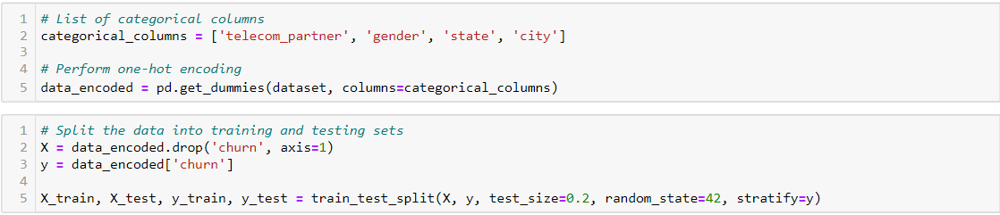 1 # List of categorical columns
2 categorical_columns = ['telecom_partner', 'gender', 'state', 'city']
3
4 # Perform one-hot encoding
5 data_encoded = pd.get_dummies(dataset, columns=categorical_columns)
1 # Split the data into training and testing sets
2 X = data_encoded.drop('churn', axis=1)
3 y = data_encoded['churn']
4
5 X_train, X_test, y_train, y_test = train_test_split(X, y, test_size=0.2, random_state=42, stratify=y)